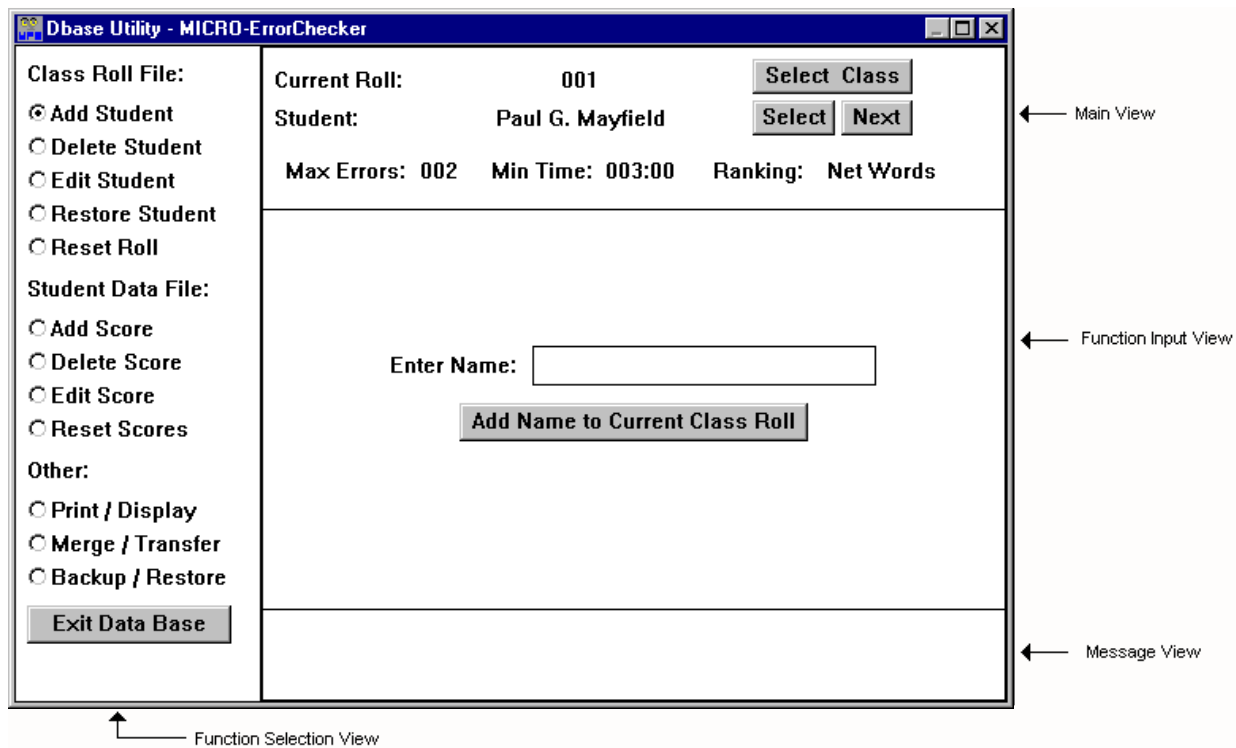 Dbase Utility - MICRO-ErrorChecker
Class Roll File:
Add Student
Delete Student
Edit Student
Restore Student
Reset Roll
Student Data File:
Add Score
Delete Score
Edit Score
Reset Scores
Other:
Print / Display
Merge / Transfer
Backup / Restore
Exit Data Base
Current Roll: 001 Select Class
Student: Paul G. Mayfield Select Next
Max Errors: 002 Min Time: 003:00 Ranking: Net Words
Enter Name:
Add Name to Current Class Roll
Main View
Function Input View
Message View
Function Selection View